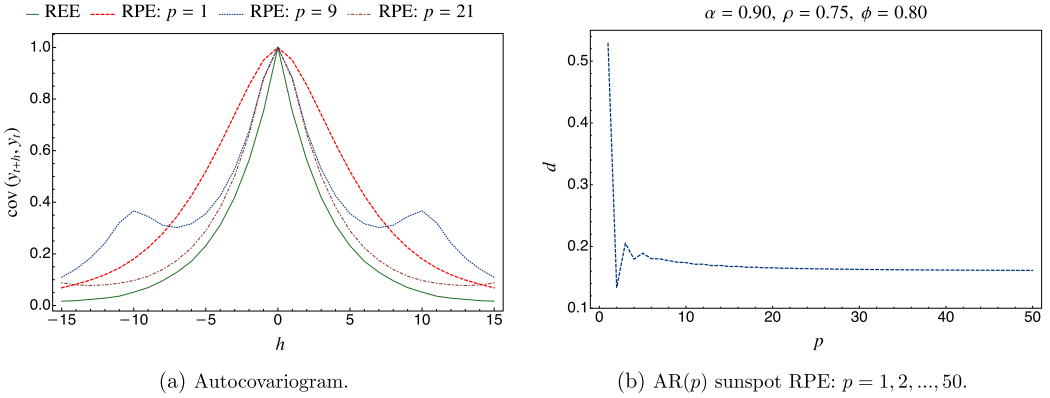 REE RPE: p = 1 RPE: p = 9 RPE: p = 21
1.0
0.8
0.6
0.4
0.2
0.0
cov (y_{t+h}, y_t)
−15 −10 −5 0 5 10 15
h
(a) Autocovariogram.
α = 0.90, ρ = 0.75, ϕ = 0.80
0.5
0.4
0.3
0.2
0.1
d
0 10 20 30 40 50
p
(b) AR(p) sunspot RPE: p = 1, 2, ..., 50.